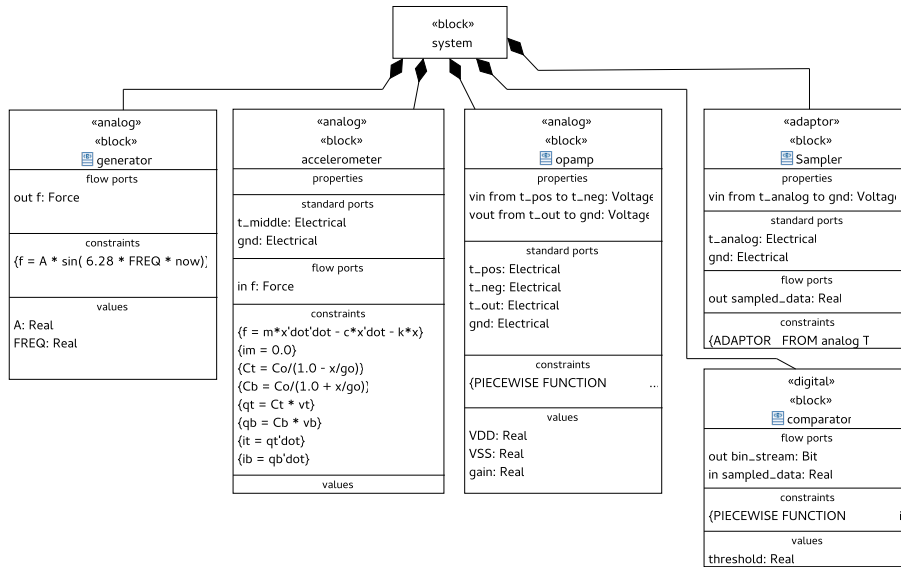 «block»
system
«analog»
«block»
generator
flow ports
out f: Force
constraints
{f = A * sin( 6.28 * FREQ * now)}
values
A: Real
FREQ: Real
«analog»
«block»
accelerometer
properties
standard ports
t_middle: Electrical
gnd: Electrical
flow ports
in f: Force
constraints
{f = m*x'dot'dot - c*x'dot - k*x}
{im = 0.0}
{Ct = Co/(1.0 - x/go)}
{Cb = Co/(1.0 + x/go)}
{qt = Ct * vt}
{qb = Cb * vb}
{it = qt'dot}
{ib = qb'dot}
values
«analog»
«block»
opamp
properties
vin from t_pos to t_neg: Voltage
vout from t_out to gnd: Voltage
standard ports
t_pos: Electrical
t_neg: Electrical
t_out: Electrical
gnd: Electrical
constraints
{PIECEWISE FUNCTION ...
values
VDD: Real
VSS: Real
gain: Real
«adaptor»
«block»
Sampler
properties
vin from t_analog to gnd: Voltag
standard ports
t_analog: Electrical
gnd: Electrical
flow ports
out sampled_data: Real
constraints
{ADAPTOR FROM analog T
«digital»
«block»
comparator
flow ports
out bin_stream: Bit
in sampled_data: Real
constraints
{PIECEWISE FUNCTION i
values
threshold: Real